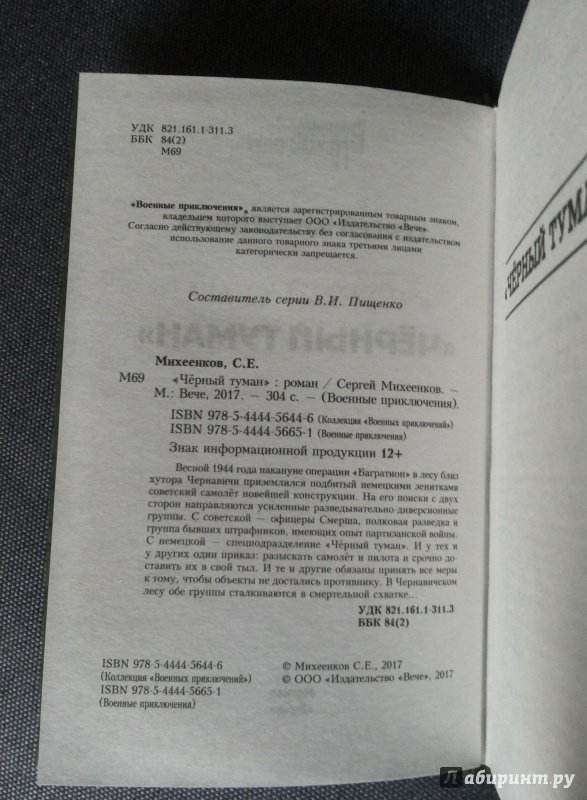 УДК 821.161.1-311.3
ББК 84(2)
М69
«Военные приключения», является зарегистрированным товарным знаком,
владельцем которого выступает ООО «Издательство «Вече».
Согласно действующему законодательству без согласования с издательством
использование данного товарного знака третьими лицами
категорически запрещается.
Составитель серии В.И. Пищенко
Михеенков, С.Е.
М69 «Чёрный туман» : роман / Сергей Михеенков. —
М.: Вече, 2017. — 304 с. — (Военные приключения).
ISBN 978-5-4444-5644-6 (Коллекция «Военных приключений»)
ISBN 978-5-4444-5665-1 (Военные приключения)
Знак информационной продукции 12+
Весной 1944 года накануне операции «Багратион» в лесу близ
хутора Чернавичи приземлился подбитый немецкими зенитками
советский самолёт новейшей конструкции. На его поиски с двух
сторон направляются усиленные разведывательно-диверсионные
группы. С советской — офицеры Смерша, полковая разведка и
группа бывших штрафников, имеющих опыт партизанской войны.
С немецкой — спецподразделение «Чёрный туман». И у тех и
у других один приказ: разыскать самолёт и пилота и срочно до-
ставить их в свой тыл. И те и другие обязаны принять все меры
к тому, чтобы объекты не достались противнику. В Чернавичском
лесу обе группы сталкиваются в смертельной схватке...
УДК 821.161.1-311.3
ББК 84(2)
ISBN 978-5-4444-5644-6
(Коллекция «Военных приключений»)
ISBN 978-5-4444-5665-1
(Военные приключения)
© Михеенков С.Е., 2017
© ООО «Издательство «Вече», 2017
«ЧЁРНЫЙ ТУМА
Лабиринт.ру